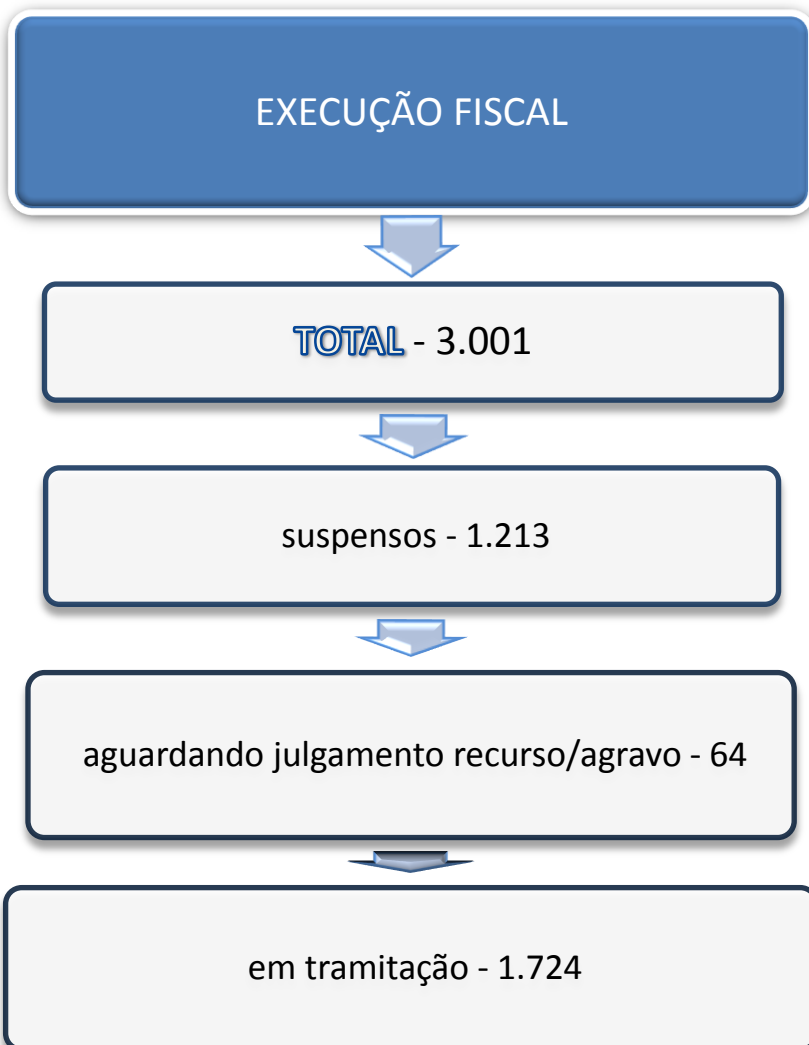 EXECUÇÃO FISCAL
TOTAL - 3.001
suspensos - 1.213
aguardando julgamento recurso/agravo - 64
em tramitação - 1.724